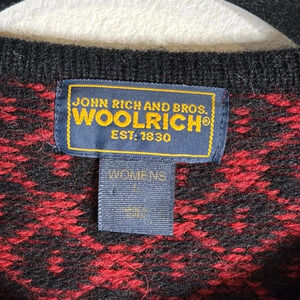 JOHN RICH AND BROS.
WOOLRICH®
EST. 1830
WOMENS